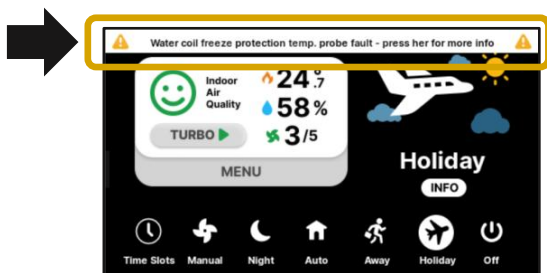 Water coil freeze protection temp. probe fault - press her for more info
Indoor
Air
Quality
24°.7
58%
3/5
TURBO
MENU
Holiday
INFO
Time Slots Manual Night Auto Away Holiday Off